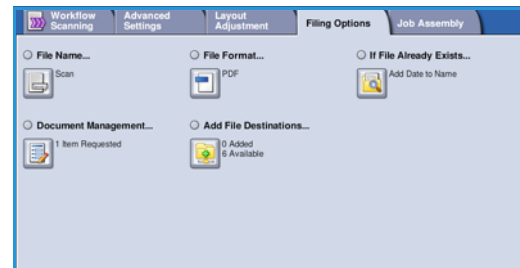 Workflow Scanning
Advanced Settings
Layout Adjustment
Filing Options
Job Assembly
File Name...
Scan
File Format...
PDF
If File Already Exists...
Add Date to Name
Document Management...
1 Item Requested
Add File Destinations...
0 Added
6 Available